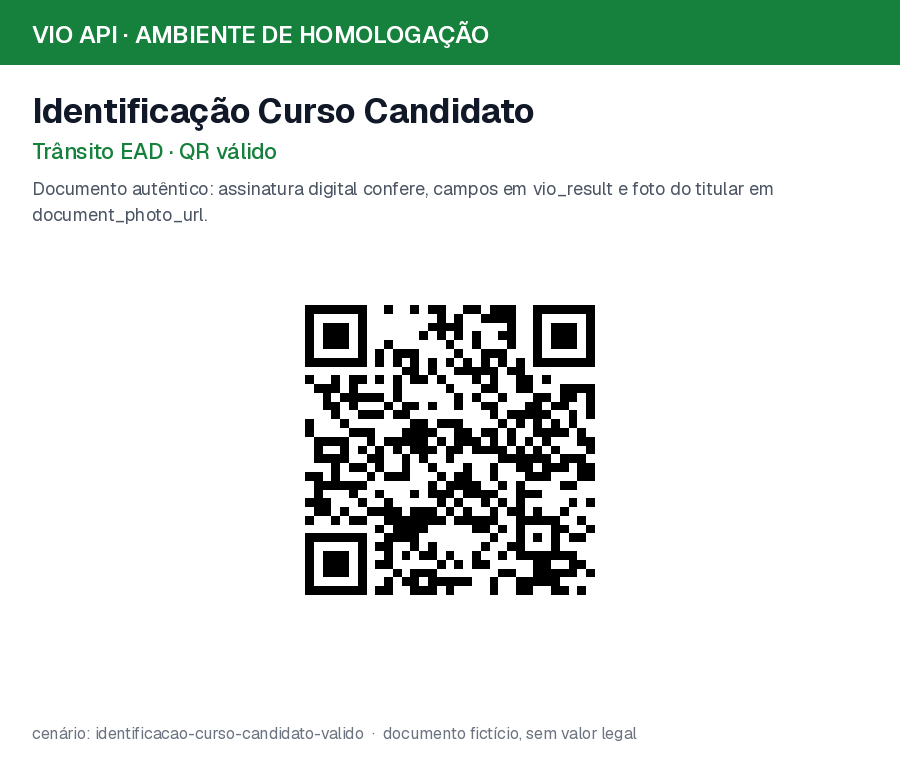 VIO API · AMBIENTE DE HOMOLOGAÇÃO
Identificação Curso Candidato
Trânsito EAD · QR válido
Documento autêntico: assinatura digital confere, campos em vio_result e foto do titular em
document_photo_url.
cenário: identificacao-curso-candidato-valido · documento fictício, sem valor legal